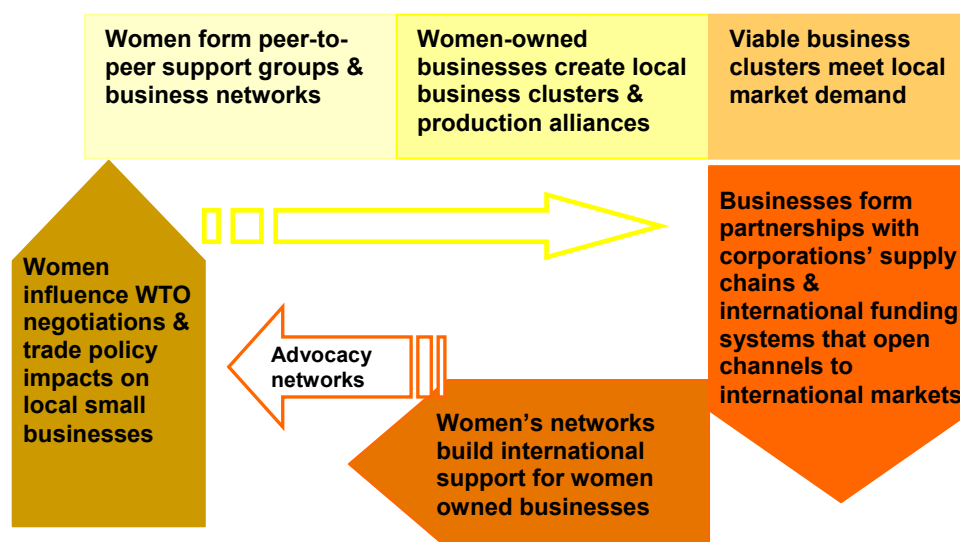 Women form peer-to-
peer support groups &
business networks
Women-owned
businesses create local
business clusters &
production alliances
Viable business
clusters meet local
market demand
Businesses form
partnerships with
corporations’ supply
chains &
international funding
systems that open
channels to
international markets
Women’s networks
build international
support for women
owned businesses
Advocacy
networks
Women
influence WTO
negotiations &
trade policy
impacts on
local small
businesses